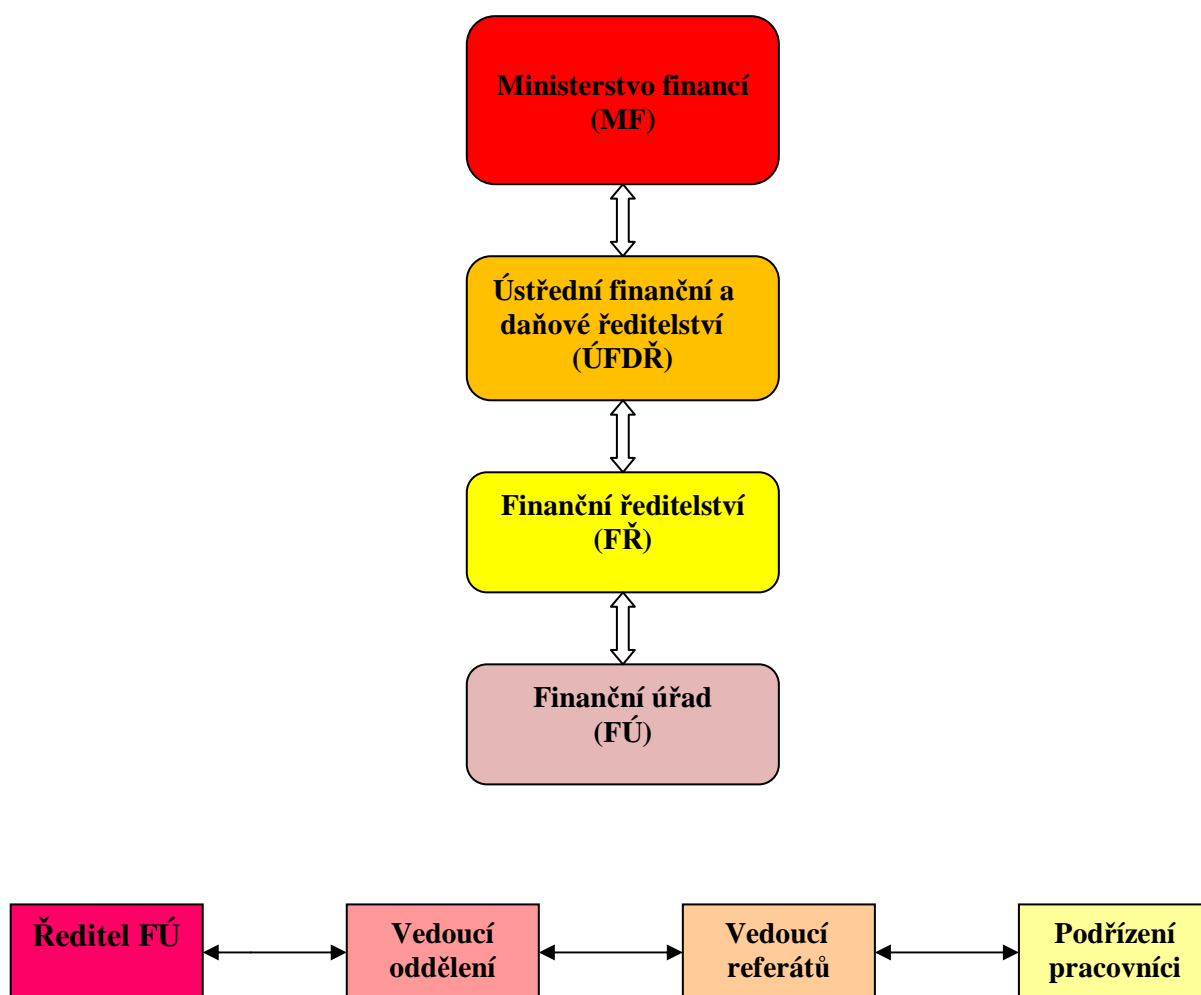 Ministerstvo financí
(MF)
Ústřední finanční a
daňové ředitelství
(ÚFDŘ)
Finanční ředitelství
(FŘ)
Finanční úřad
(FÚ)
Ředitel FÚ
Vedoucí
oddělení
Vedoucí
referátů
Podřízení
pracovníci